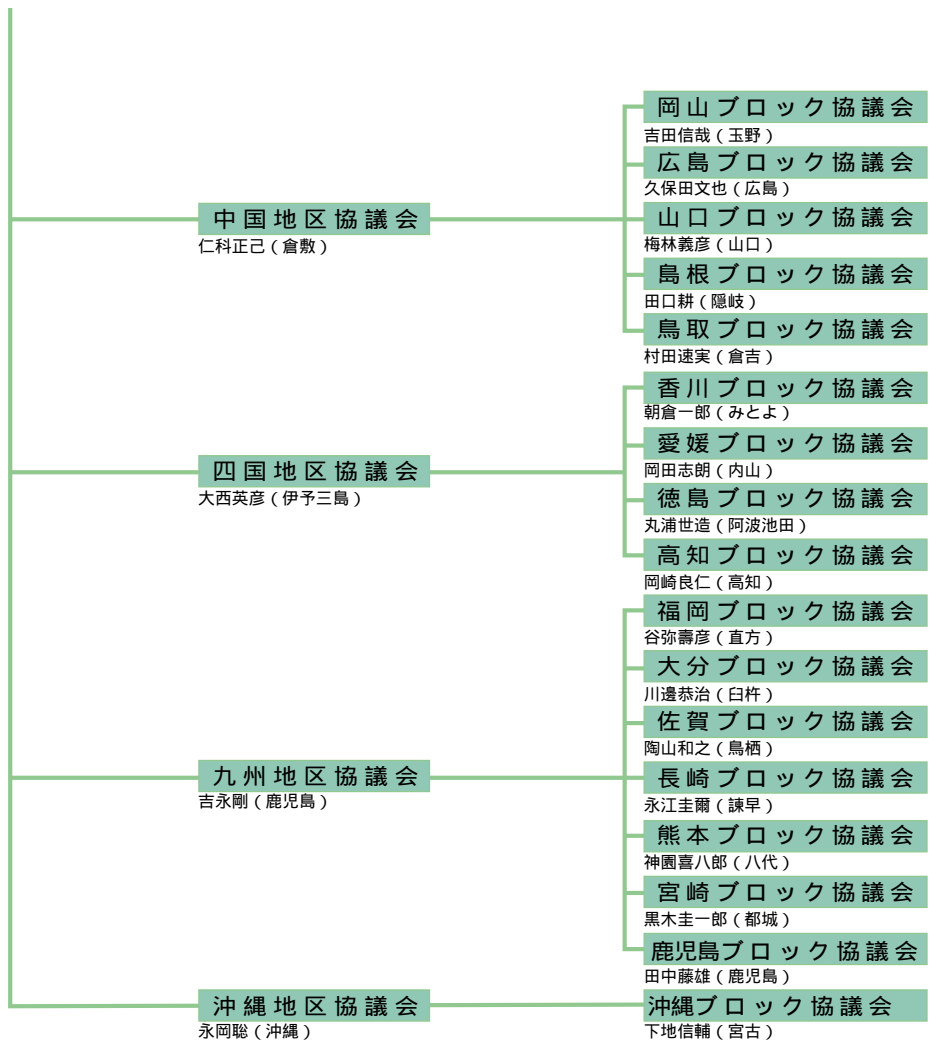 中国地区協議会
仁科正己（倉敷）
岡山ブロック協議会
吉田信哉（玉野）
広島ブロック協議会
久保田文也（広島）
山口ブロック協議会
梅林義彦（山口）
島根ブロック協議会
田口耕（隠岐）
鳥取ブロック協議会
村田速実（倉吉）
四国地区協議会
大西英彦（伊予三島）
香川ブロック協議会
朝倉一郎（みとよ）
愛媛ブロック協議会
岡田志朗（内山）
徳島ブロック協議会
丸浦世造（阿波池田）
高知ブロック協議会
岡崎良仁（高知）
九州地区協議会
吉永剛（鹿児島）
福岡ブロック協議会
谷弥壽彦（直方）
大分ブロック協議会
川邊恭治（臼杵）
佐賀ブロック協議会
陶山和之（鳥栖）
長崎ブロック協議会
永江圭爾（諫早）
熊本ブロック協議会
神園喜八郎（八代）
宮崎ブロック協議会
黒木圭一郎（都城）
鹿児島ブロック協議会
田中藤雄（鹿児島）
沖縄地区協議会
永岡聡（沖縄）
沖縄ブロック協議会
下地信輔（宮古）